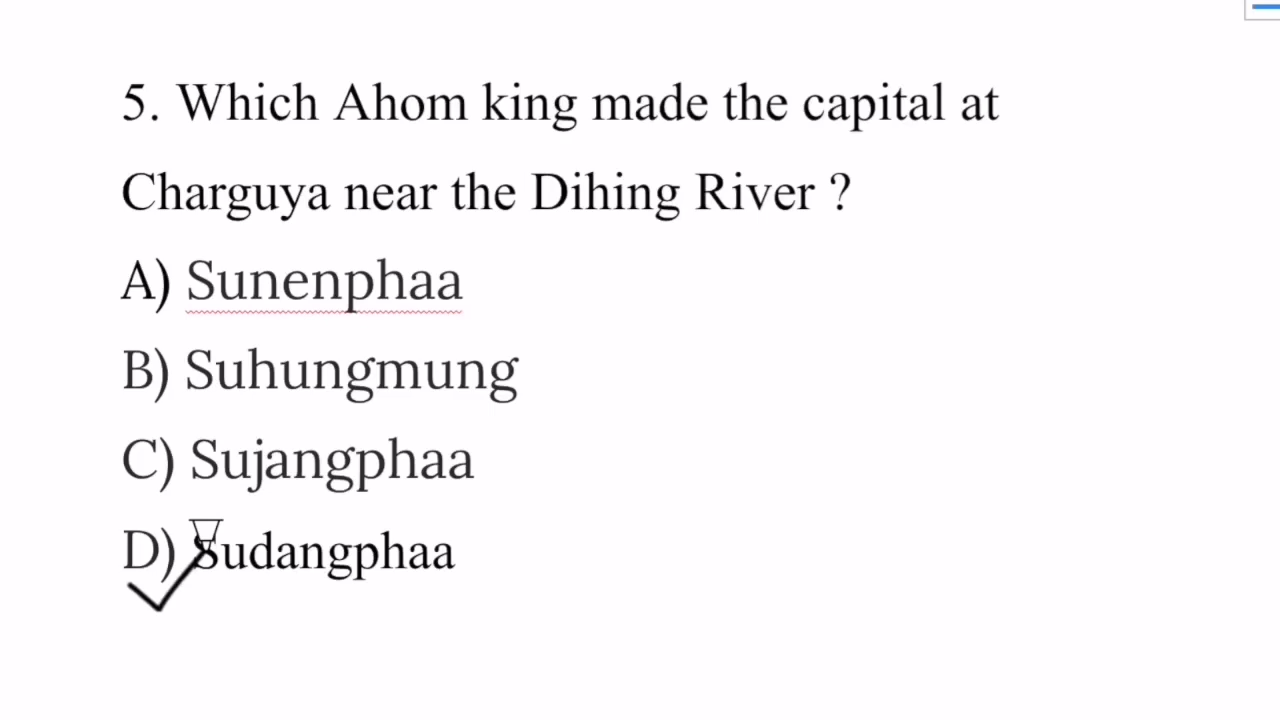 5. Which Ahom king made the capital at
Charguya near the Dihing River ?
A) Sunenphaa
B) Suhungmung
C) Sujangphaa
D) Sudangphaa